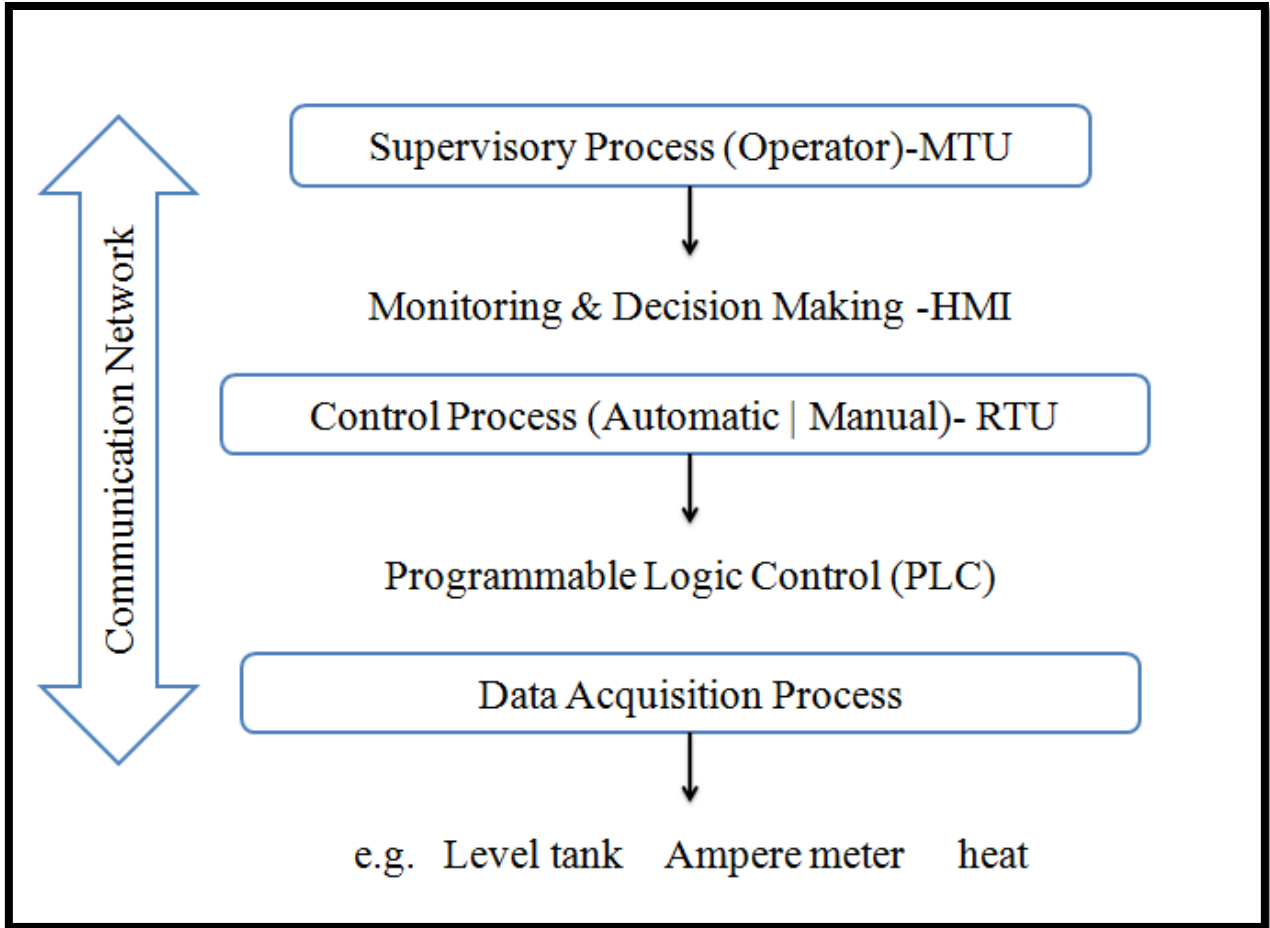 Supervisory Process (Operator)-MTU
Monitoring & Decision Making -HMI
Communication Network
Control Process (Automatic | Manual)- RTU
Programmable Logic Control (PLC)
Data Acquisition Process
e.g. Level tank Ampere meter heat